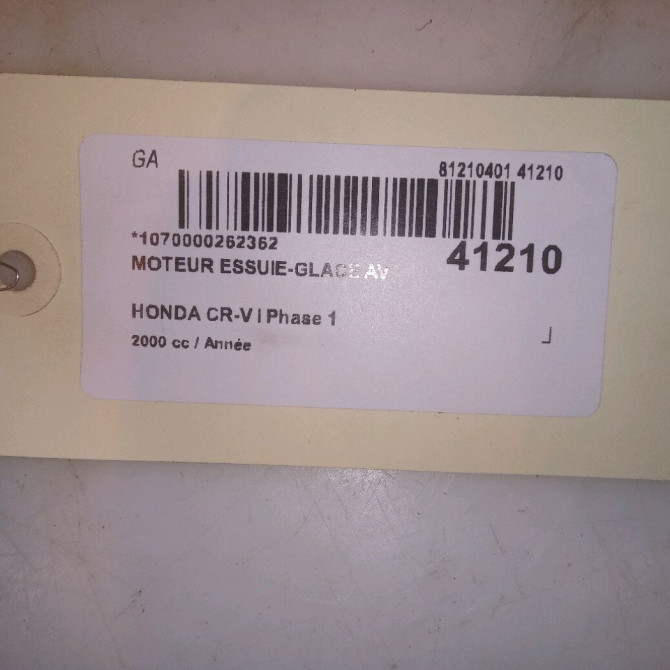 GA
81210401 41210
*1070000262362
41210
MOTEUR ESSUIE-GLACE AV
HONDA CR-V I Phase 1
2000 cc / Année